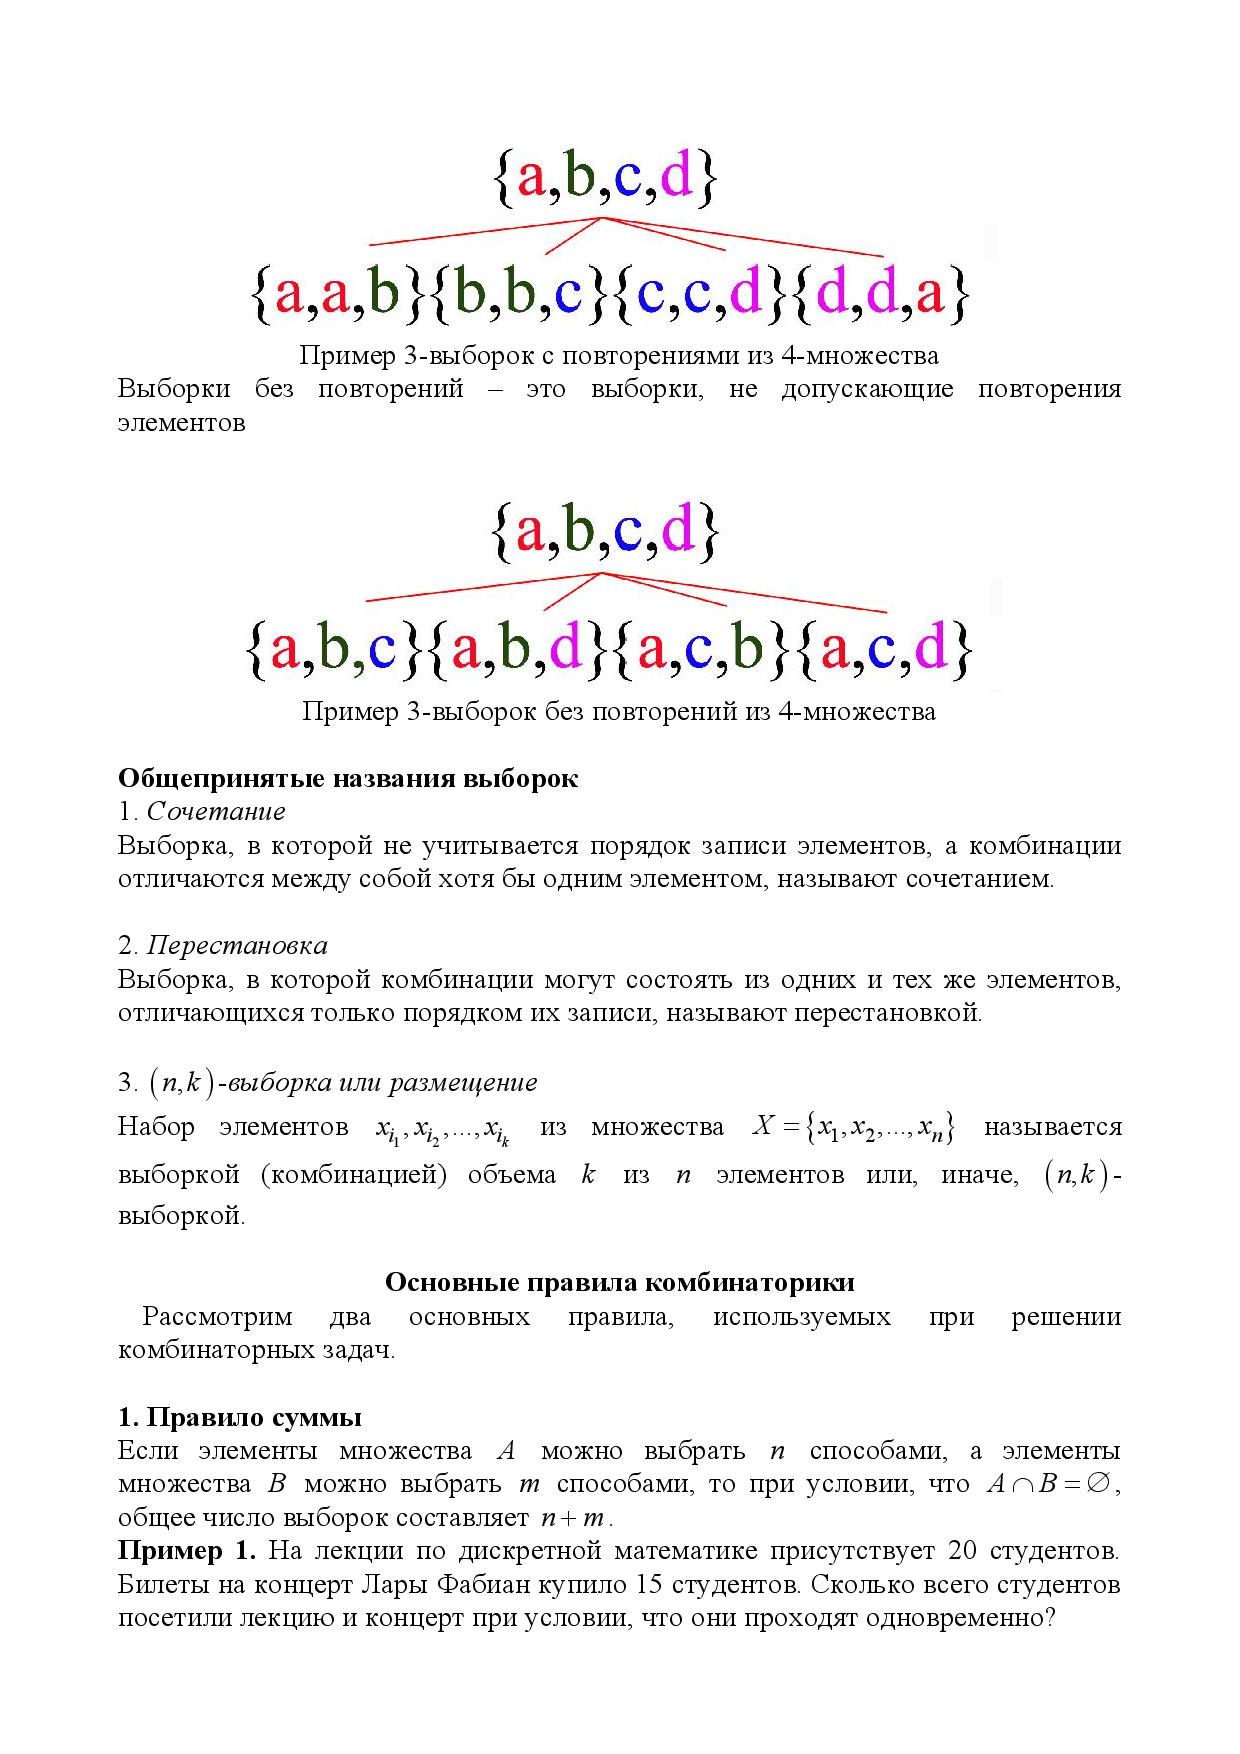 {a,b,c,d}
{a,a,b}{b,b,c}{c,c,d}{d,d,a}
Пример 3-выборок с повторениями из 4-множества
Выборки без повторений – это выборки, не допускающие повторения
элементов
{a,b,c,d}
{a,b,c}{a,b,d}{a,c,b}{a,c,d}
Пример 3-выборок без повторений из 4-множества
Общепринятые названия выборок
1. Сочетание
Выборка, в которой не учитывается порядок записи элементов, а комбинации
отличаются между собой хотя бы одним элементом, называют сочетанием.
2. Перестановка
Выборка, в которой комбинации могут состоять из одних и тех же элементов,
отличающихся только порядком их записи, называют перестановкой.
3. (n,k)-выборка или размещение
Набор элементов x_{i_1}, x_{i_2},..., x_{i_k} из множества X = {x_1, x_2,..., x_n} называется
выборкой (комбинацией) объема k из n элементов или, иначе, (n,k)-
выборкой.
Основные правила комбинаторики
Рассмотрим два основных правила, используемых при решении
комбинаторных задач.
1. Правило суммы
Если элементы множества A можно выбрать n способами, а элементы
множества B можно выбрать m способами, то при условии, что A∩B=∅,
общее число выборок составляет n+m.
Пример 1. На лекции по дискретной математике присутствует 20 студентов.
Билеты на концерт Лары Фабиан купило 15 студентов. Сколько всего студентов
посетили лекцию и концерт при условии, что они проходят одновременно?